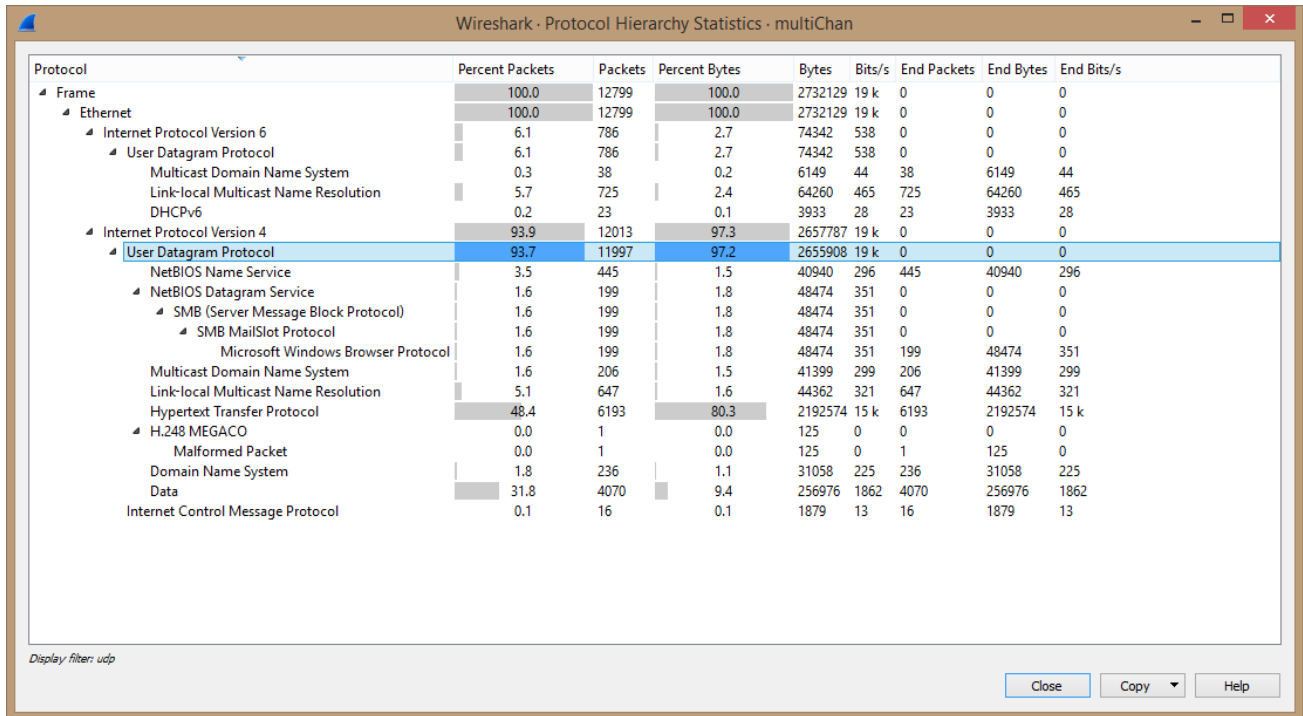 Wireshark · Protocol Hierarchy Statistics · multiChan
Protocol Percent Packets Packets Percent Bytes Bytes Bits/s End Packets End Bytes End Bits/s
Frame 100.0 12799 100.0 2732129 19 k 0 0 0
Ethernet 100.0 12799 100.0 2732129 19 k 0 0 0
Internet Protocol Version 6 6.1 786 2.7 74342 538 0 0 0
User Datagram Protocol 6.1 786 2.7 74342 538 0 0 0
Multicast Domain Name System 0.3 38 0.2 6149 44 38 6149 44
Link-local Multicast Name Resolution 5.7 725 2.4 64260 465 725 64260 465
DHCPv6 0.2 23 0.1 3933 28 23 3933 28
Internet Protocol Version 4 93.9 12013 97.3 2657787 19 k 0 0 0
User Datagram Protocol 93.7 11997 97.2 2655908 19 k 0 0 0
NetBIOS Name Service 3.5 445 1.5 40940 296 445 40940 296
NetBIOS Datagram Service 1.6 199 1.8 48474 351 0 0 0
SMB (Server Message Block Protocol) 1.6 199 1.8 48474 351 0 0 0
SMB MailSlot Protocol 1.6 199 1.8 48474 351 0 0 0
Microsoft Windows Browser Protocol 1.6 199 1.8 48474 351 199 48474 351
Multicast Domain Name System 1.6 206 1.5 41399 299 206 41399 299
Link-local Multicast Name Resolution 5.1 647 1.6 44362 321 647 44362 321
Hypertext Transfer Protocol 48.4 6193 80.3 2192574 15 k 6193 2192574 15 k
H.248 MEGACO 0.0 1 0.0 125 0 0 0 0
Malformed Packet 0.0 1 0.0 125 0 1 125 0
Domain Name System 1.8 236 1.1 31058 225 236 31058 225
Data 31.8 4070 9.4 256976 1862 4070 256976 1862
Internet Control Message Protocol 0.1 16 0.1 1879 13 16 1879 13
Display filter: udp
Close Copy Help